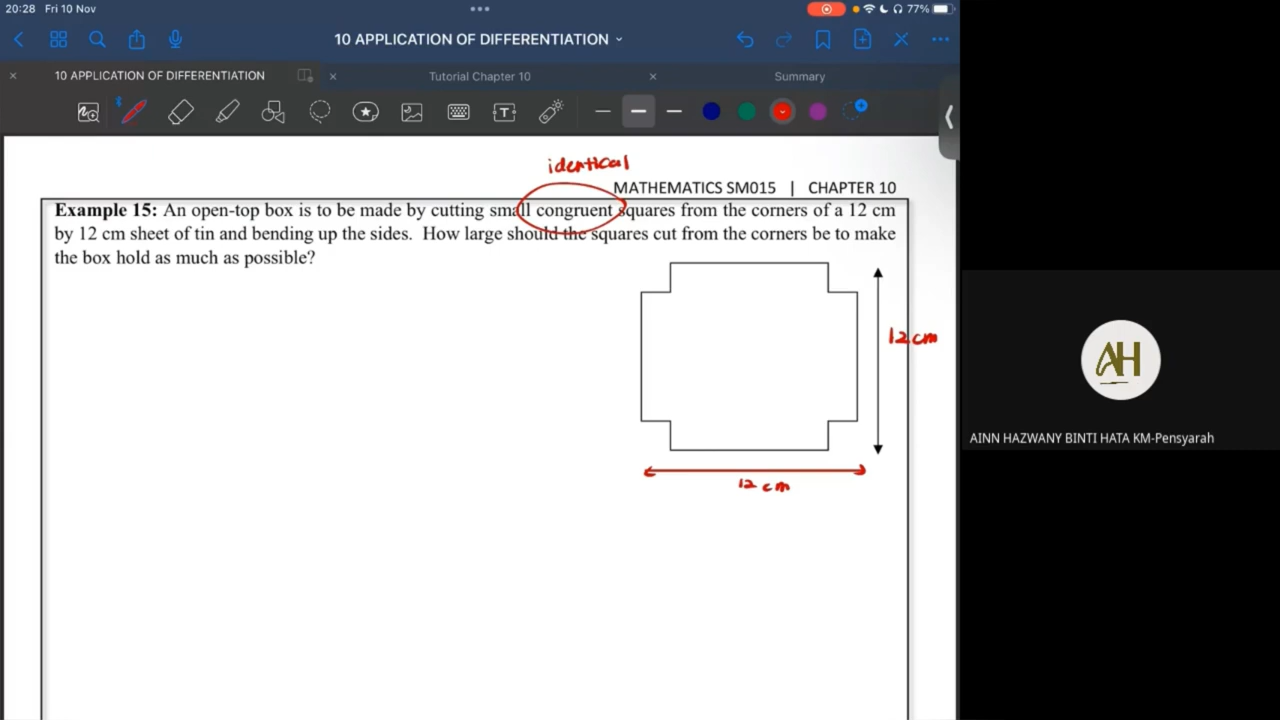 20:28 Fri 10 Nov
77%
10 APPLICATION OF DIFFERENTIATION
10 APPLICATION OF DIFFERENTIATION
Tutorial Chapter 10
Summary
identical
MATHEMATICS SM015 | CHAPTER 10
Example 15: An open-top box is to be made by cutting small congruent squares from the corners of a 12 cm
by 12 cm sheet of tin and bending up the sides. How large should the squares cut from the corners be to make
the box hold as much as possible?
12 cm
12 cm
AH
AINN HAZWANY BINTI HATA KM-Pensyarah